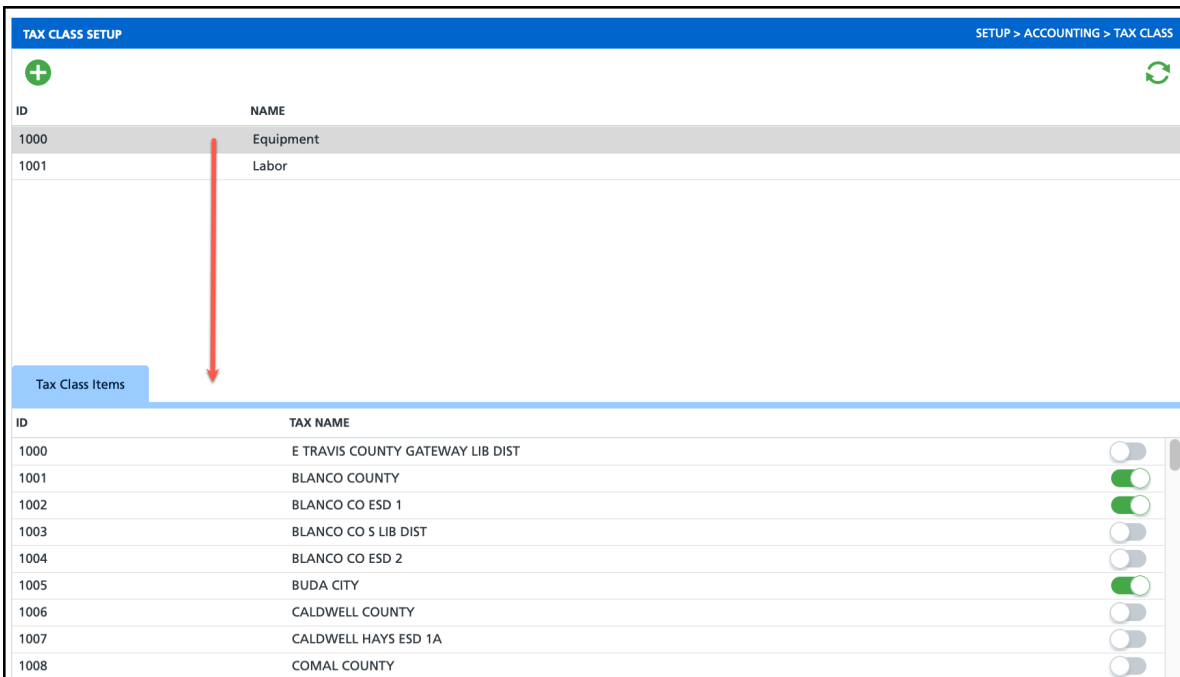 TAX CLASS SETUP SETUP > ACCOUNTING > TAX CLASS
ID NAME
1000 Equipment
1001 Labor
Tax Class Items
ID TAX NAME
1000 E TRAVIS COUNTY GATEWAY LIB DIST
1001 BLANCO COUNTY
1002 BLANCO CO ESD 1
1003 BLANCO CO S LIB DIST
1004 BLANCO CO ESD 2
1005 BUDA CITY
1006 CALDWELL COUNTY
1007 CALDWELL HAYS ESD 1A
1008 COMAL COUNTY